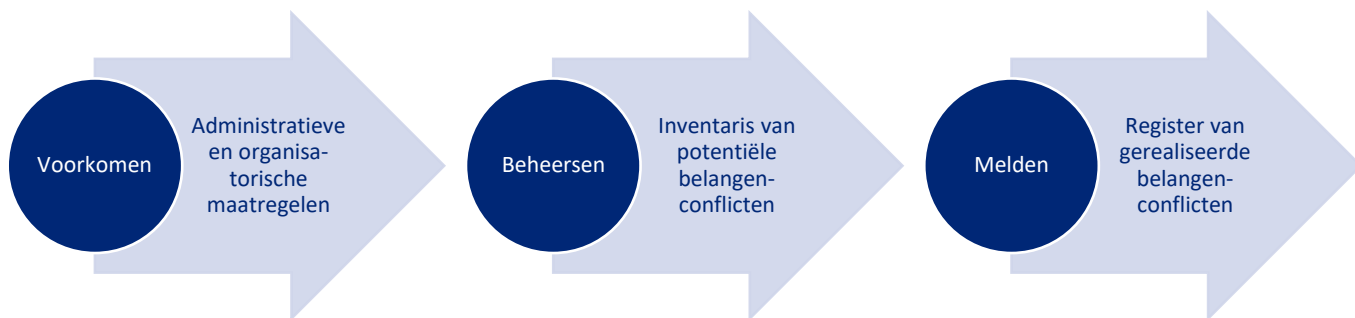 Voorkomen
Administratieve
en organisa-
torische
maatregelen
Beheersen
Inventaris van
potentiële
belangen-
conflicten
Melden
Register van
gerealiseerde
belangen-
conflicten